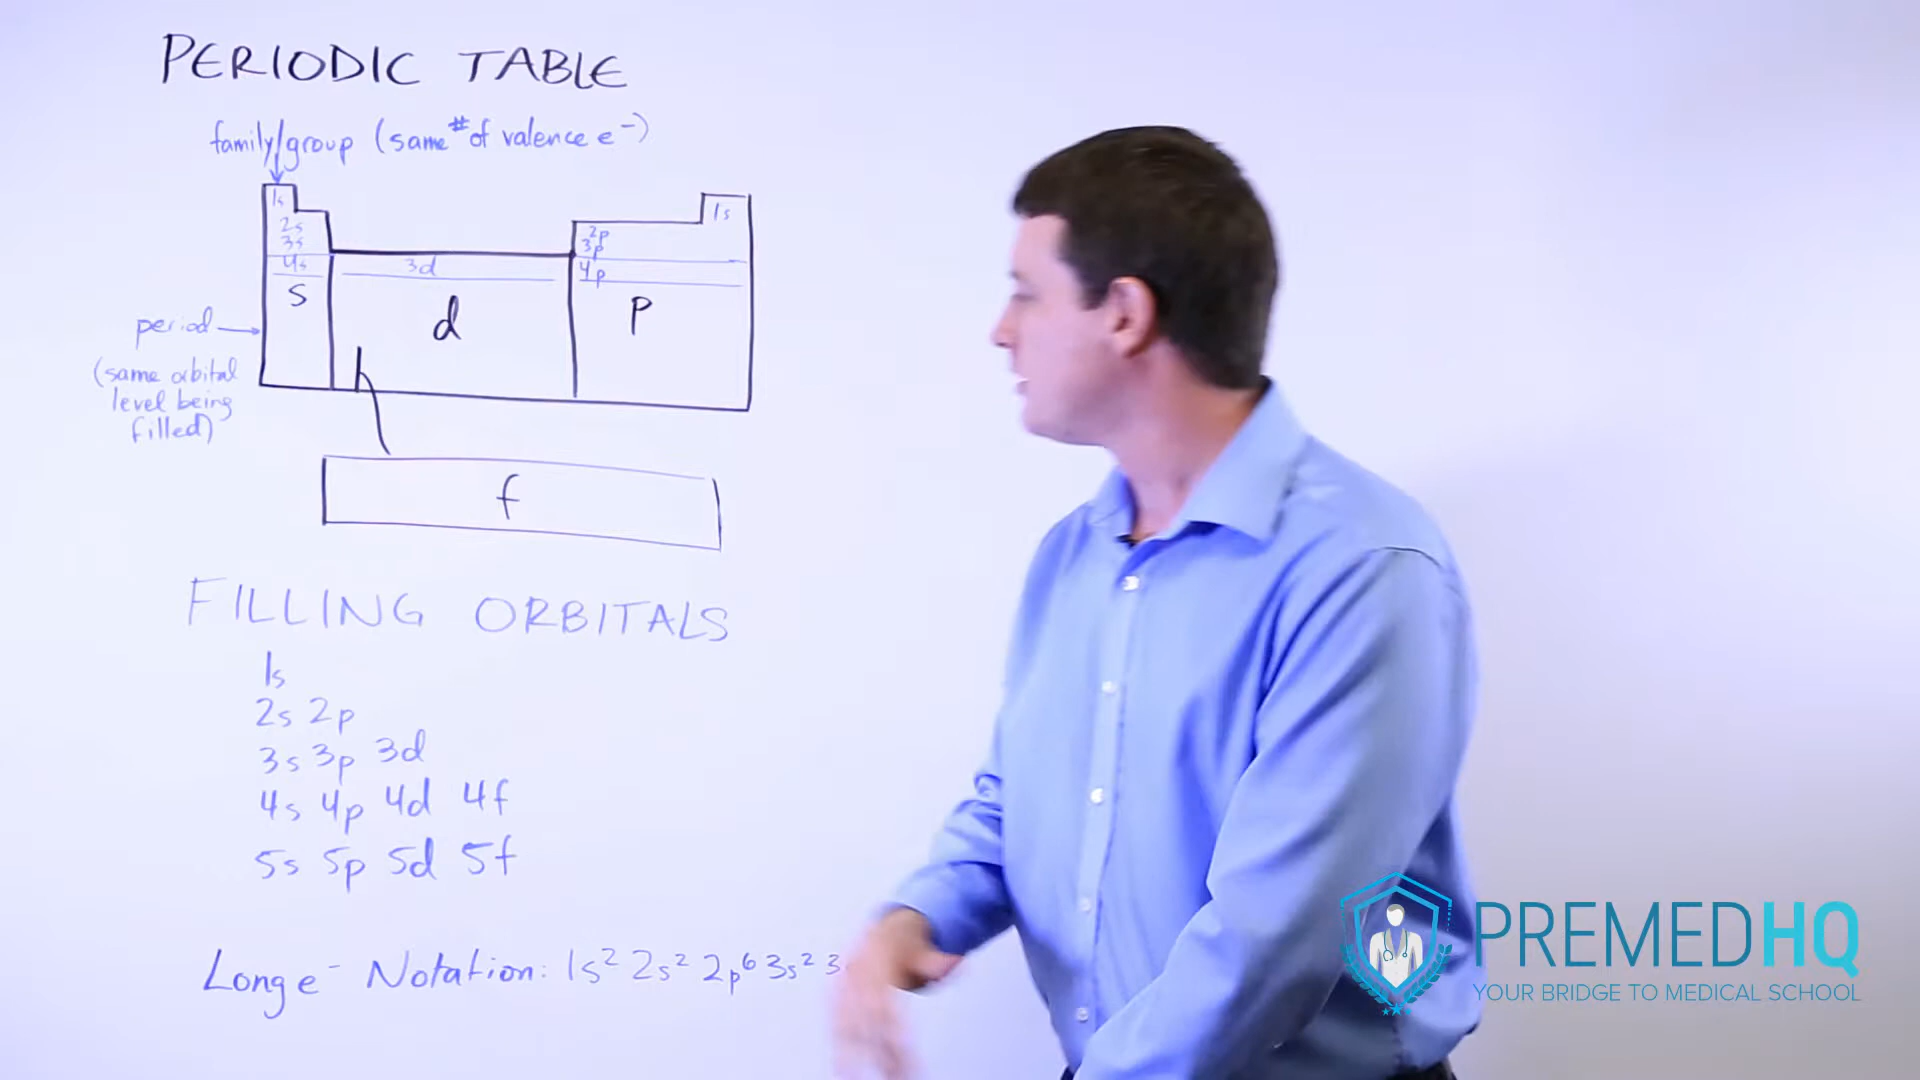 PERIODIC TABLE
family/group (same # of valence e-)
1s
1s
2s
2p
3s
3p
4s
3d
4p
s
d
p
period
(same orbital
level being
filled)
f
FILLING ORBITALS
1s
2s 2p
3s 3p 3d
4s 4p 4d 4f
5s 5p 5d 5f
Long e- Notation: 1s² 2s² 2p⁶ 3s² 3
PREMEDHQ
YOUR BRIDGE TO MEDICAL SCHOOL